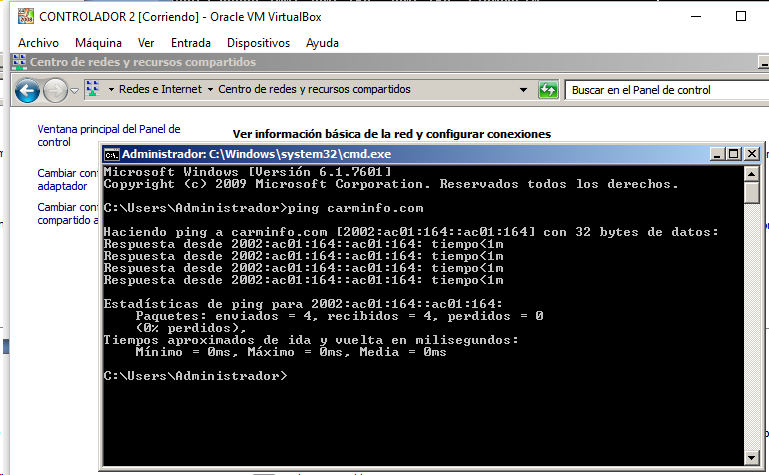 CONTROLADOR 2 [Corriendo] - Oracle VM VirtualBox
Archivo Máquina Ver Entrada Dispositivos Ayuda
Centro de redes y recursos compartidos
Redes e Internet Centro de redes y recursos compartidos
Buscar en el Panel de control
Ventana principal del Panel de control
Ver información básica de la red y configurar conexiones
Cambiar con
adaptador
Cambiar con
compartido a
Administrador: C:\Windows\system32\cmd.exe
Microsoft Windows [Versión 6.1.7601]
Copyright (c) 2009 Microsoft Corporation. Reservados todos los derechos.
C:\Users\Administrador>ping carminfo.com
Haciendo ping a carminfo.com [2002:ac01:164::ac01:164] con 32 bytes de datos:
Respuesta desde 2002:ac01:164::ac01:164: tiempo<1m
Respuesta desde 2002:ac01:164::ac01:164: tiempo<1m
Respuesta desde 2002:ac01:164::ac01:164: tiempo<1m
Respuesta desde 2002:ac01:164::ac01:164: tiempo<1m
Estadísticas de ping para 2002:ac01:164::ac01:164:
Paquetes: enviados = 4, recibidos = 4, perdidos = 0
(0% perdidos),
Tiempos aproximados de ida y vuelta en milisegundos:
Mínimo = 0ms, Máximo = 0ms, Media = 0ms
C:\Users\Administrador>